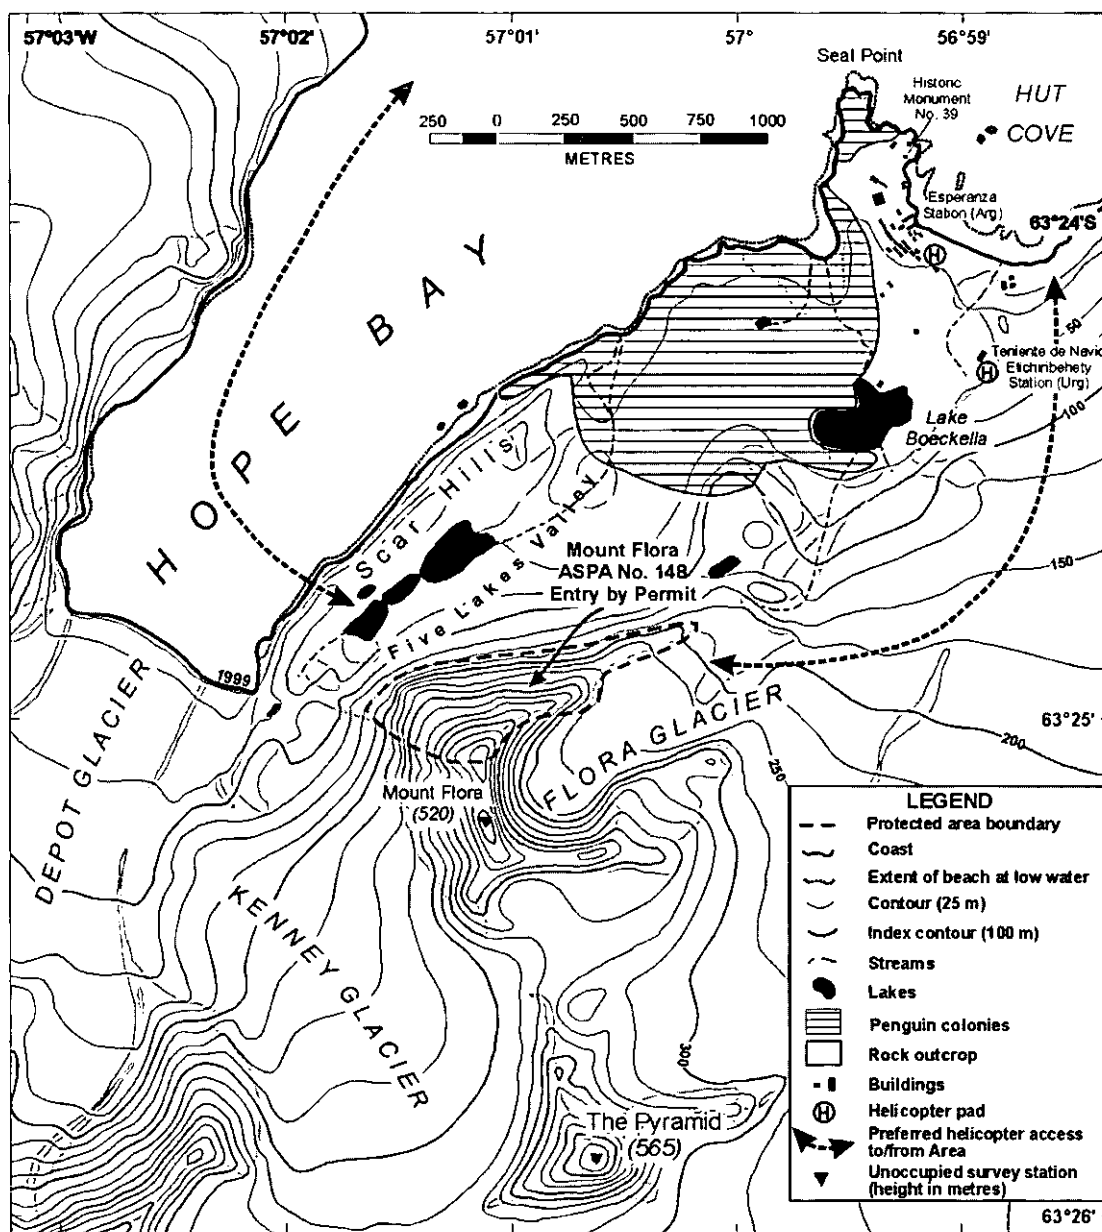 57°03'W
57°02'
57°01'
57°
56°59'
Seal Point
Historic
Monument
No. 39
HUT
COVE
250 0 250 500 750 1000
METRES
Esperanza
Station (Arg)
63°24'S
H
HOPE BAY
50
Teniente de Navio
Etchinbehety
Station (Urg)
H
100
Lake
Boeckella
Scar Hills
Five Lakes Valley
Mount Flora
ASPA No. 148
Entry by Permit
150
1999
DEPOT GLACIER
FLORA GLACIER
63°25'
200
250
Mount Flora
(520)
KENNEY GLACIER
300
The Pyramid
(565)
LEGEND
Protected area boundary
Coast
Extent of beach at low water
Contour (25 m)
Index contour (100 m)
Streams
Lakes
Penguin colonies
Rock outcrop
Buildings
H Helicopter pad
Preferred helicopter access
to/from Area
Unoccupied survey station
(height in metres)
63°26'